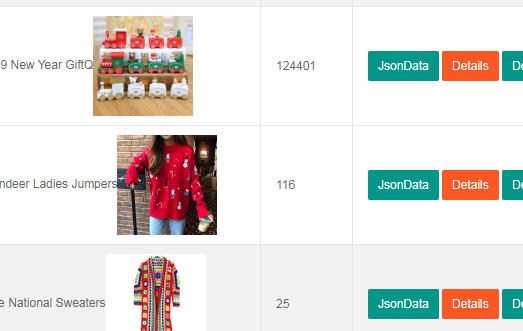 9 New Year GiftQ 124401 JsonData Details De
ndeer Ladies Jumpers 116 JsonData Details De
e National Sweaters 25 JsonData Details De